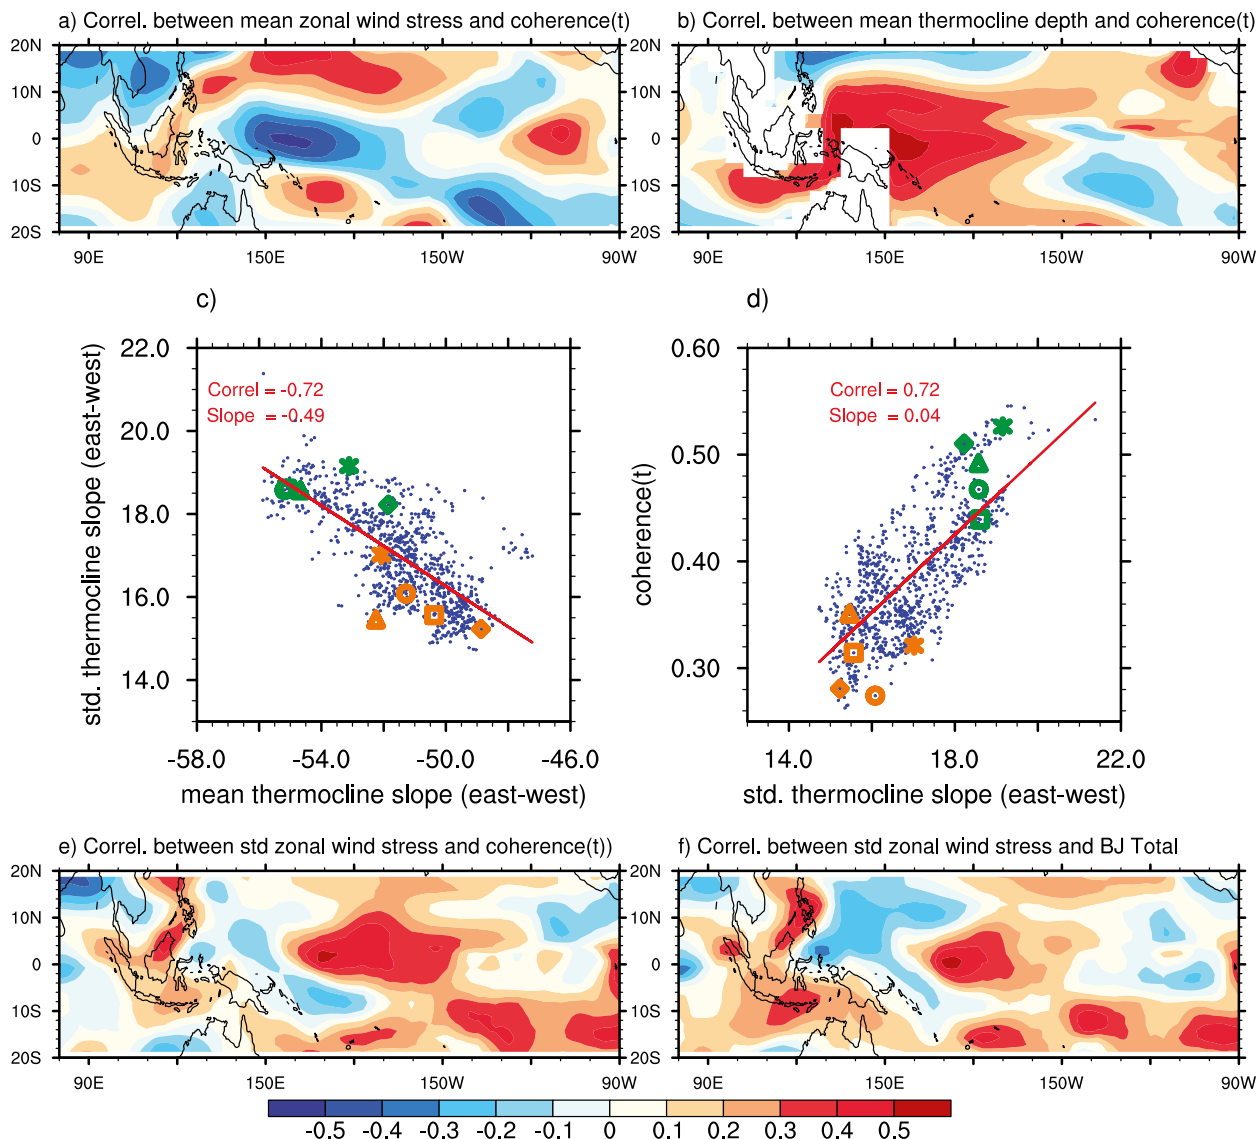 a) Correl. between mean zonal wind stress and coherence(t)
b) Correl. between mean thermocline depth and coherence(t)
20N
10N
0
10S
20S
90E 150E 150W 90W
20N
10N
0
10S
20S
90E 150E 150W 90W
c)
std. thermocline slope (east-west)
22.0
20.0
18.0
16.0
14.0
Correl = -0.72
Slope = -0.49
-58.0 -54.0 -50.0 -46.0
mean thermocline slope (east-west)
d)
coherence(t)
0.60
0.50
0.40
0.30
Correl = 0.72
Slope = 0.04
14.0 18.0 22.0
std. thermocline slope (east-west)
e) Correl. between std zonal wind stress and coherence(t))
f) Correl. between std zonal wind stress and BJ Total
20N
10N
0
10S
20S
90E 150E 150W 90W
20N
10N
0
10S
20S
90E 150E 150W 90W
-0.5 -0.4 -0.3 -0.2 -0.1 0 0.1 0.2 0.3 0.4 0.5